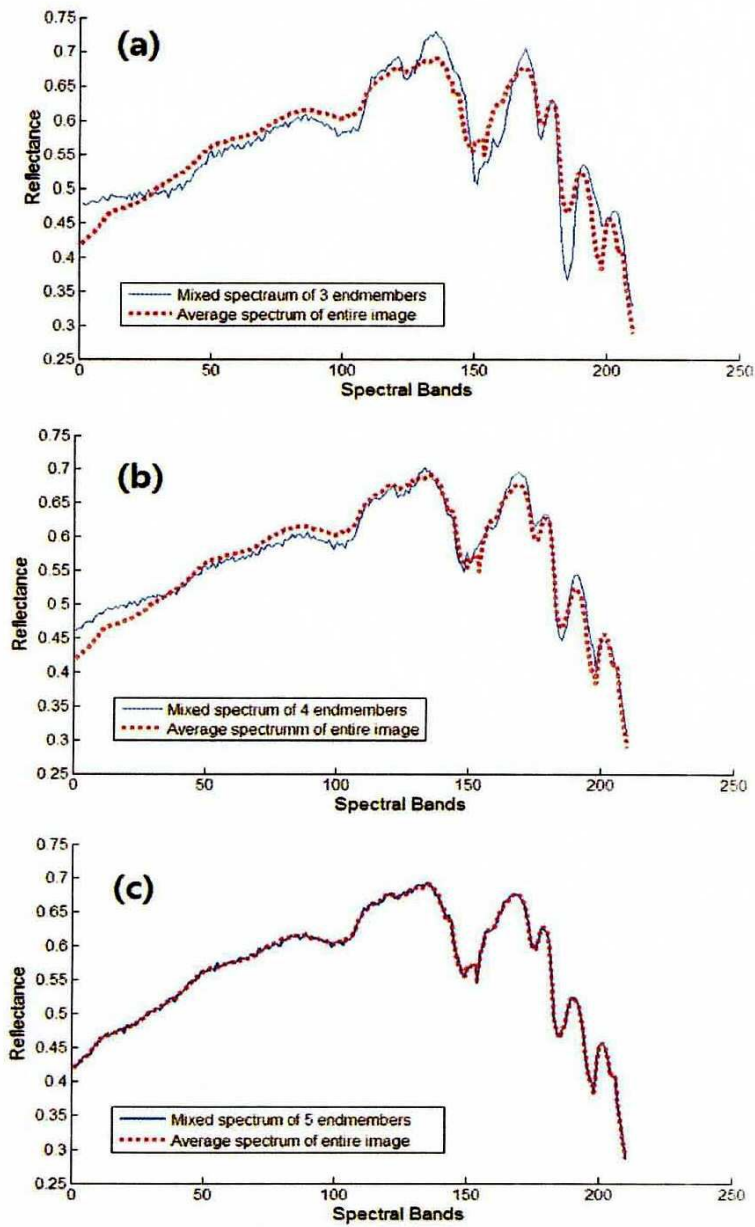 (a)
0.75
0.7
0.65
0.6
0.55
0.5
0.45
0.4
0.35
0.3
0.25
Reflectance
Mixed spectraum of 3 endmembers
Average spectrum of entire image
0 50 100 150 200 250
Spectral Bands
(b)
0.75
0.7
0.65
0.6
0.55
0.5
0.45
0.4
0.35
0.3
0.25
Reflectance
Mixed spectrum of 4 endmembers
Average spectrumm of entire image
0 50 100 150 200 250
Spectral Bands
(c)
0.75
0.7
0.65
0.6
0.55
0.5
0.45
0.4
0.35
0.3
0.25
Reflectance
Mixed spectrum of 5 endmembers
Average spectrum of entire image
0 50 100 150 200 250
Spectral Bands